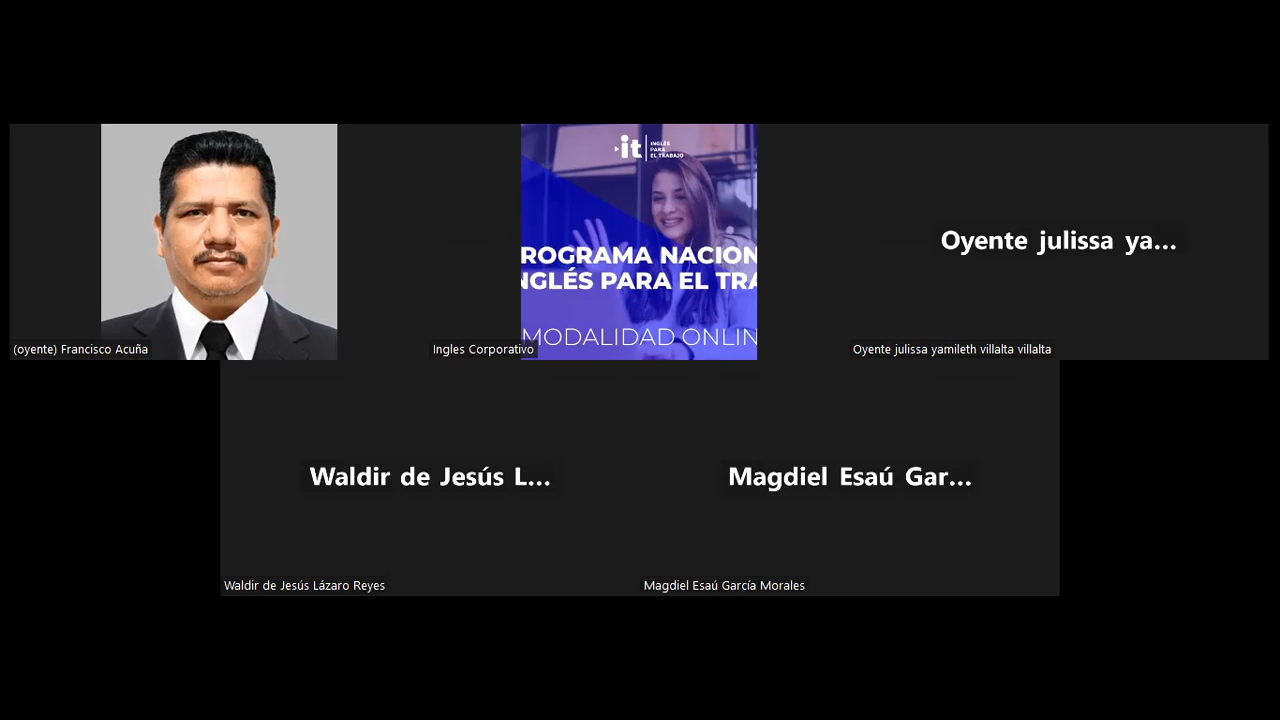 it
INGLÉS
PARA
EL TRABAJO
ROGRAMA NACION
NGLÉS PARA EL TRA
MODALIDAD ONLIN
Oyente julissa ya...
(oyente) Francisco Acuña
Ingles Corporativo
Oyente julissa yamileth villalta villalta
Waldir de Jesús L...
Magdiel Esaú Gar...
Waldir de Jesús Lázaro Reyes
Magdiel Esaú García Morales